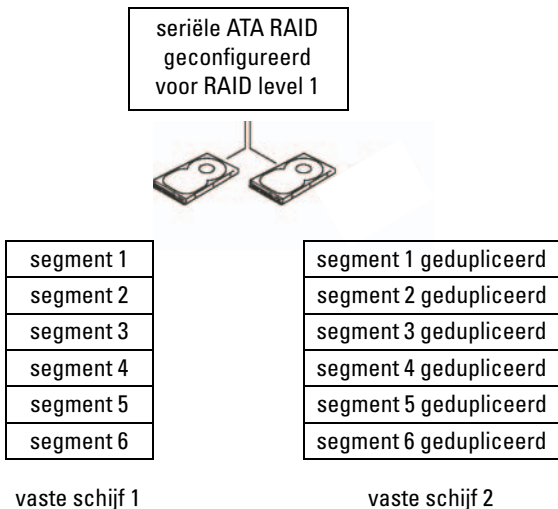 seriële ATA RAID
geconfigureerd
voor RAID level 1
segment 1
segment 1 gedupliceerd
segment 2
segment 2 gedupliceerd
segment 3
segment 3 gedupliceerd
segment 4
segment 4 gedupliceerd
segment 5
segment 5 gedupliceerd
segment 6
segment 6 gedupliceerd
vaste schijf 1
vaste schijf 2